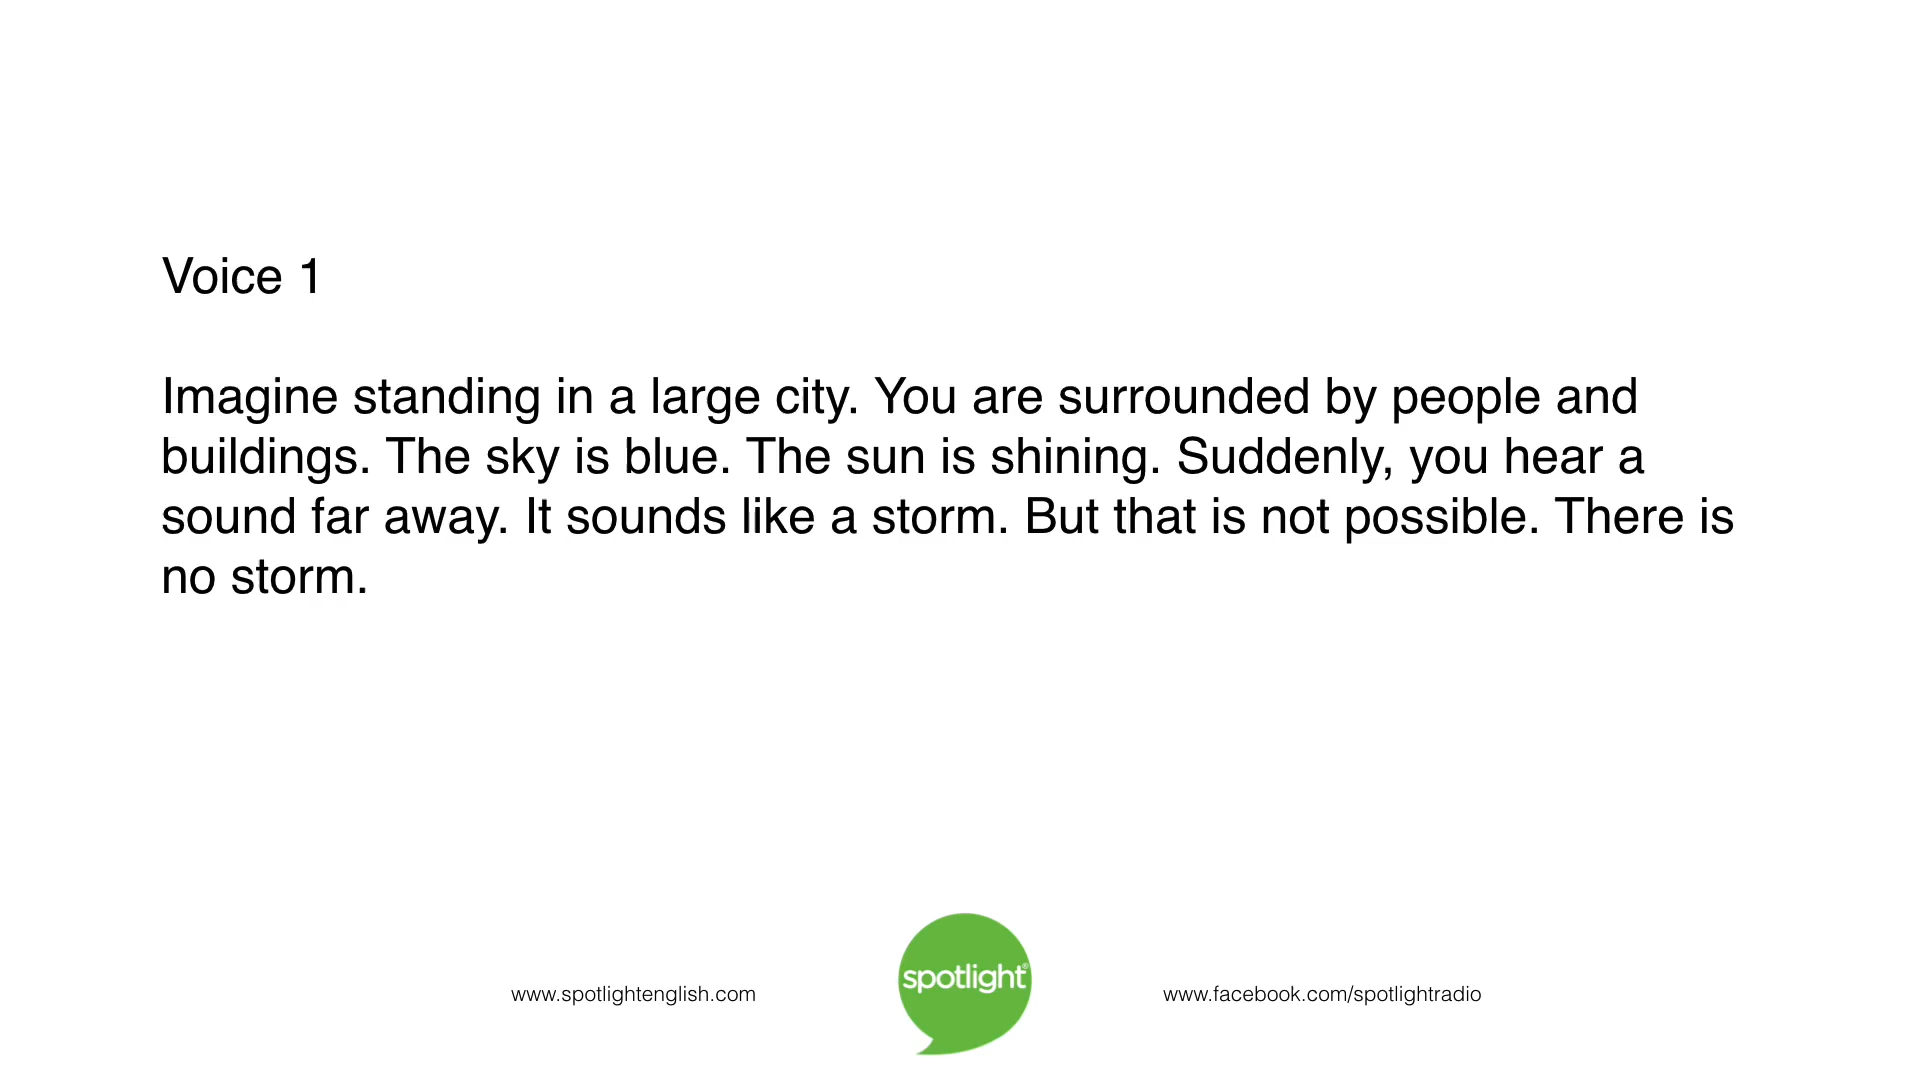 Voice 1
Imagine standing in a large city. You are surrounded by people and
buildings. The sky is blue. The sun is shining. Suddenly, you hear a
sound far away. It sounds like a storm. But that is not possible. There is
no storm.
www.spotlightenglish.com
spotlight®
www.facebook.com/spotlightradio